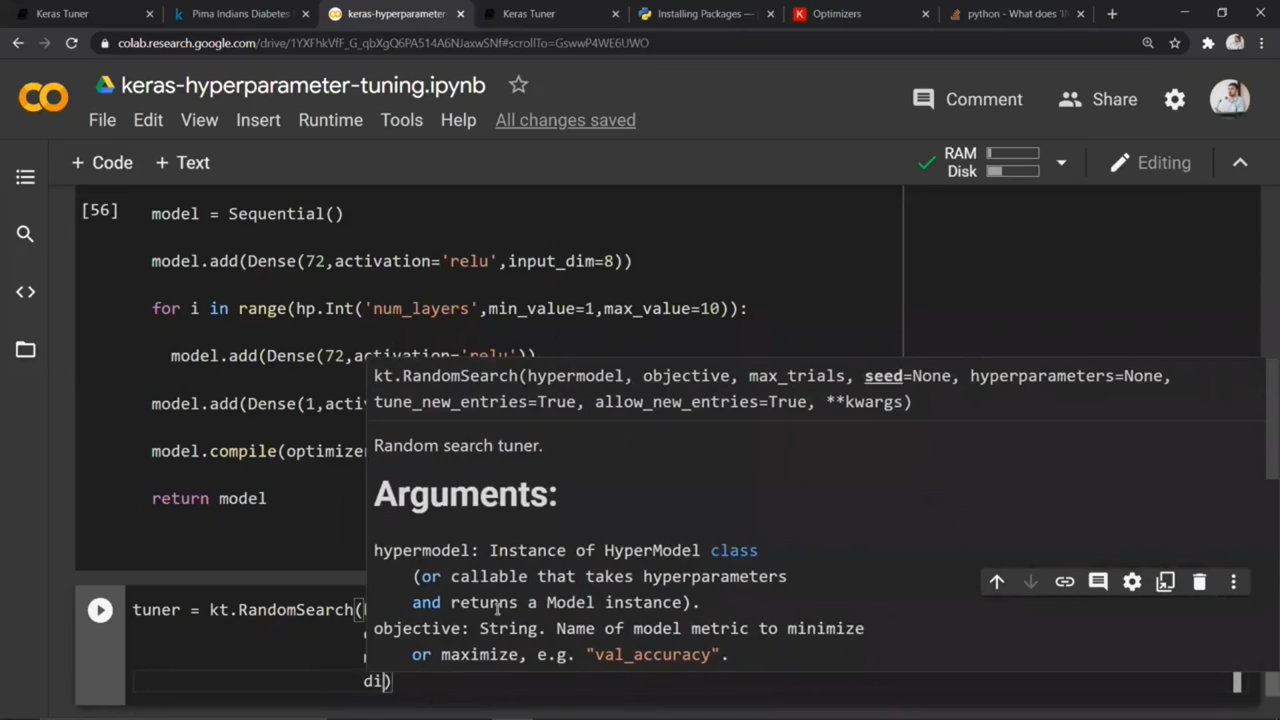 Keras Tuner
Pima Indians Diabetes
keras-hyperparameter-
Keras Tuner
Installing Packages —
Optimizers
python - What does
colab.research.google.com/drive/1YXFhkVfF_G_qbXgQ6PA514A6NJaxwSNf#scrollTo=GswwP4WE6UWO
keras-hyperparameter-tuning.ipynb
Comment
Share
File Edit View Insert Runtime Tools Help All changes saved
+ Code + Text
RAM
Disk
Editing
[56]
model = Sequential()
model.add(Dense(72,activation='relu',input_dim=8))
for i in range(hp.Int('num_layers',min_value=1,max_value=10)):
model.add(Dense(72,activation='relu'))
model.add(Dense(1,acti
model.compile(optimize
return model
kt.RandomSearch(hypermodel, objective, max_trials, seed=None, hyperparameters=None,
tune_new_entries=True, allow_new_entries=True, **kwargs)
Random search tuner.
Arguments:
hypermodel: Instance of HyperModel class
(or callable that takes hyperparameters
and returns a Model instance).
objective: String. Name of model metric to minimize
or maximize, e.g. "val_accuracy".
tuner = kt.RandomSearch(
di)